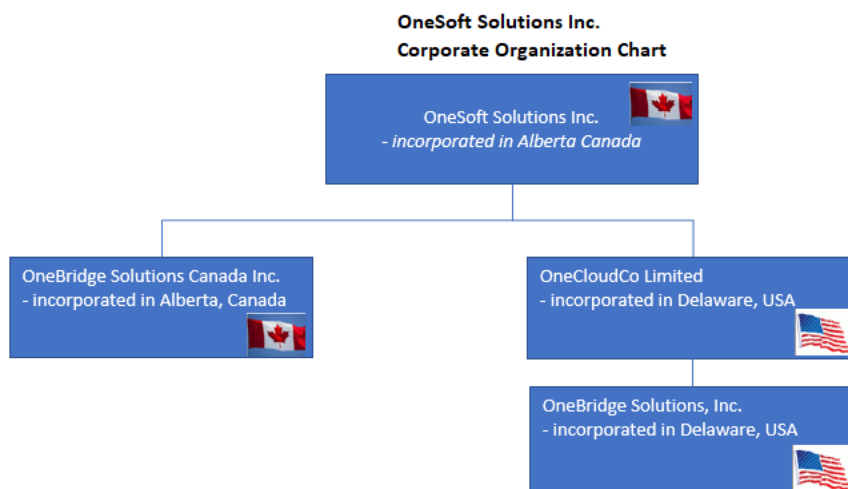 OneSoft Solutions Inc.
Corporate Organization Chart
OneSoft Solutions Inc.
- incorporated in Alberta Canada
OneBridge Solutions Canada Inc.
- incorporated in Alberta, Canada
OneCloudCo Limited
- incorporated in Delaware, USA
OneBridge Solutions, Inc.
- incorporated in Delaware, USA